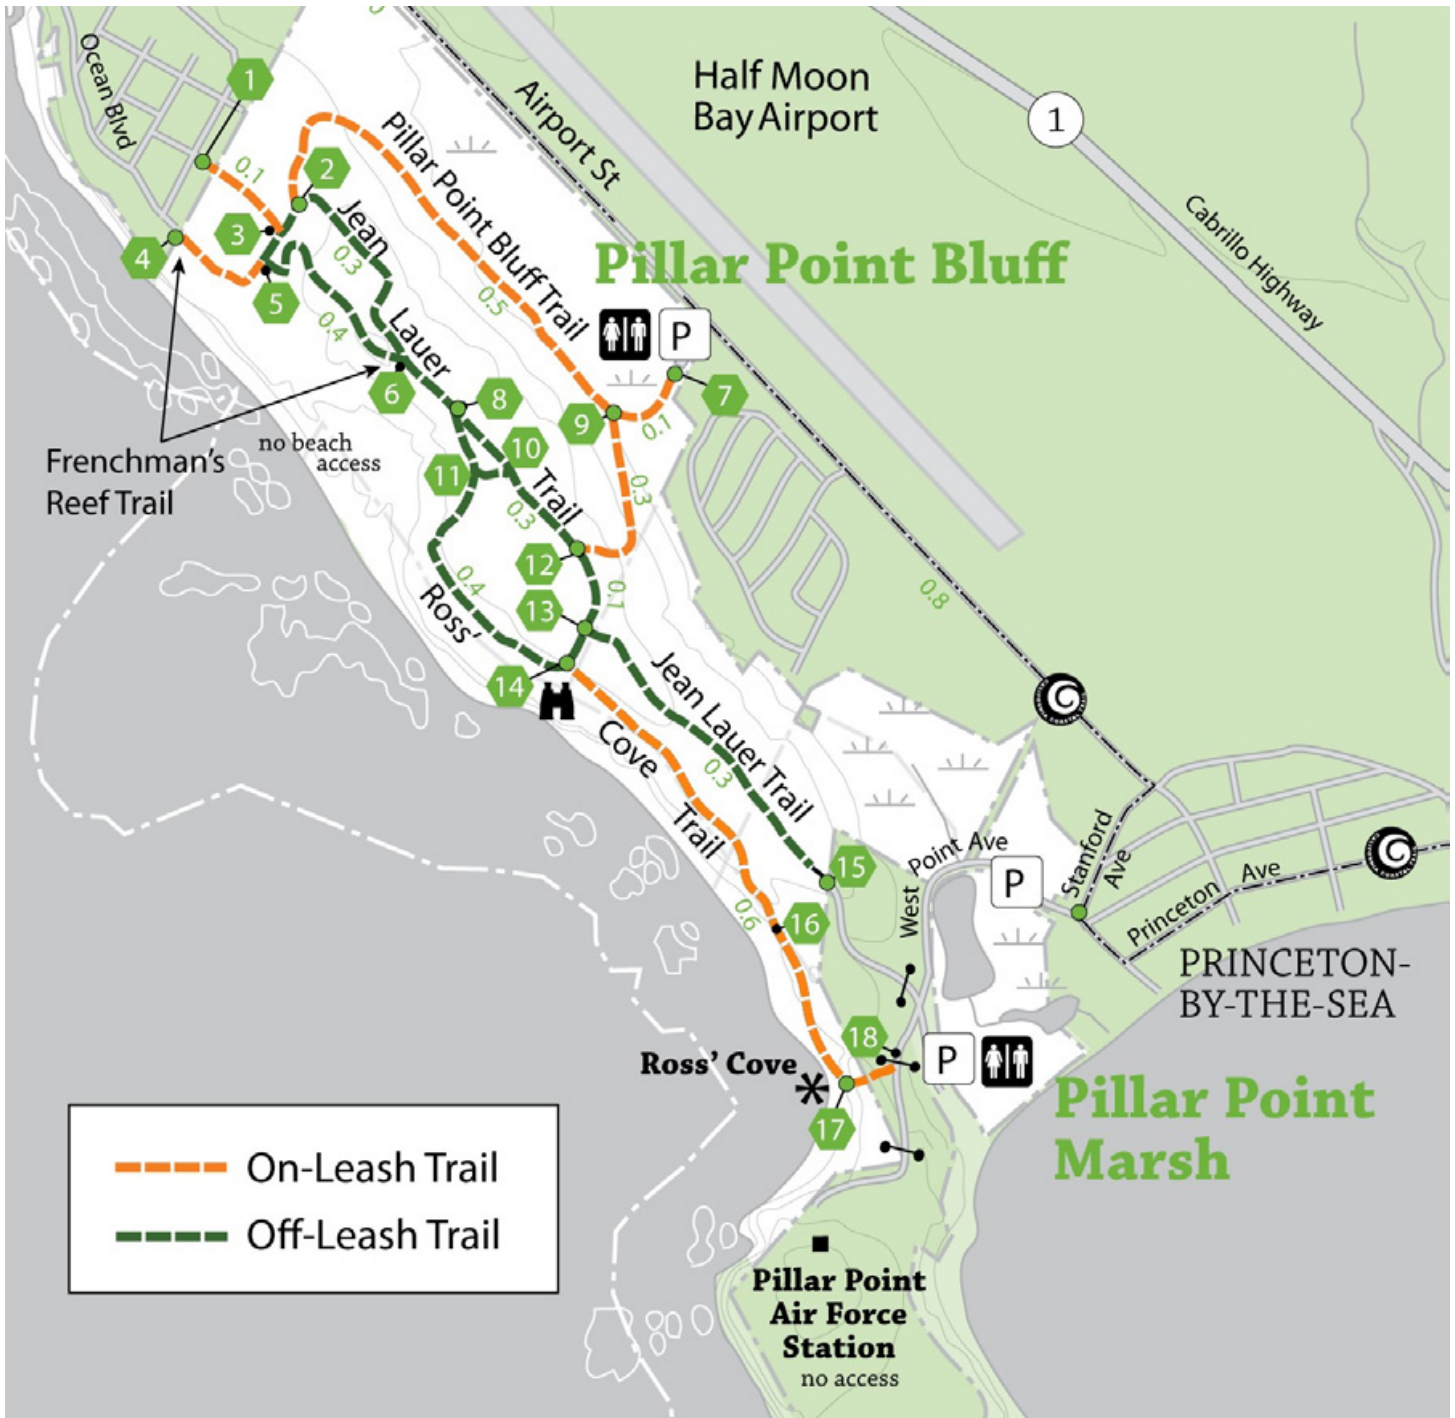 Ocean Blvd
1
0.1
2
3
4
5
Pillar Point Bluff Trail
0.5
Jean
0.3
Lauer
0.4
6
Airport St
Half Moon
Bay Airport
1
Cabrillo Highway
Pillar Point Bluff
P
7
8
9
0.1
10
11
Frenchman's
Reef Trail
no beach
access
Trail
0.3
0.3
12
0.1
13
0.4
Ross'
14
0.8
Jean Lauer Trail
0.3
Cove
Trail
0.6
15
16
West Point Ave
P
Stanford
Ave
Princeton Ave
PRINCETON-
BY-THE-SEA
18
P
Ross' Cove
17
Pillar Point
Marsh
On-Leash Trail
Off-Leash Trail
Pillar Point
Air Force
Station
no access